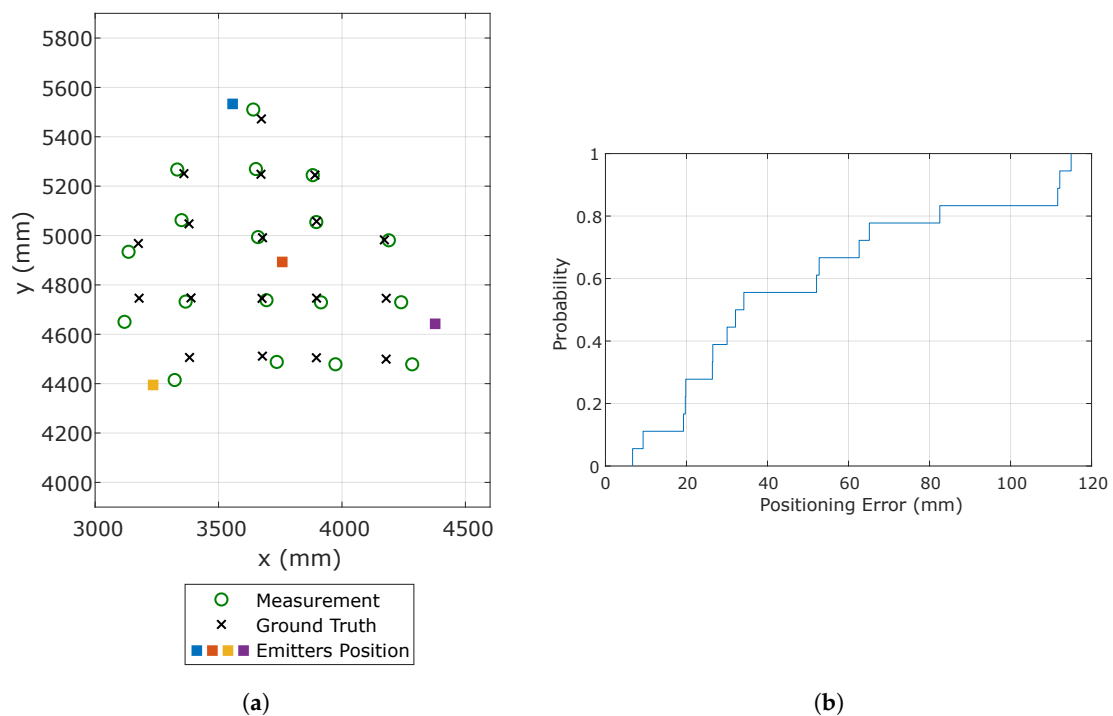 5800
5600
5400
5200
5000
4800
4600
4400
4200
4000
y (mm)
3000 3500 4000 4500
x (mm)
Measurement
Ground Truth
Emitters Position
(a)
1
0.8
0.6
0.4
0.2
0
Probability
0 20 40 60 80 100 120
Positioning Error (mm)
(b)